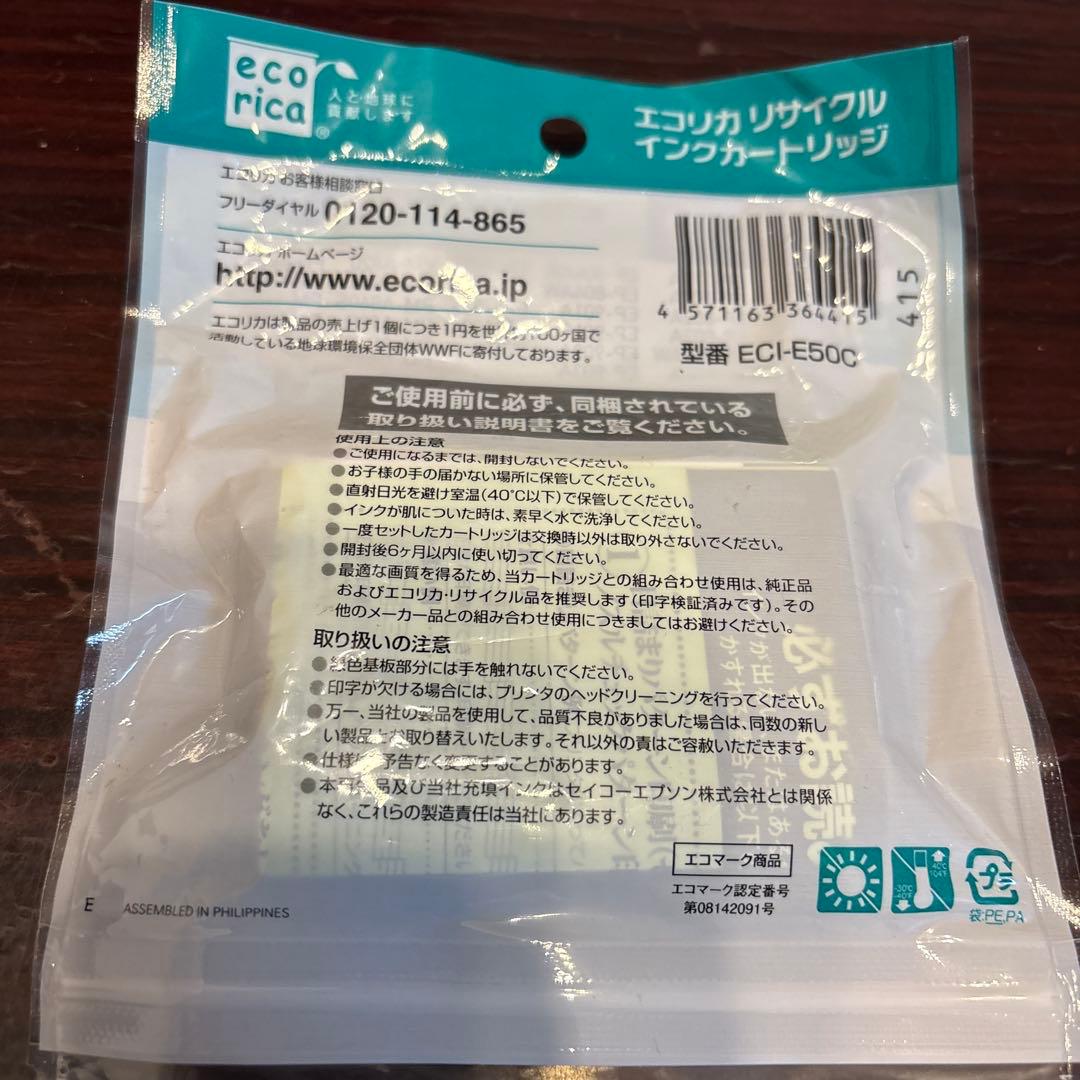 eco
rica
®
人と地球に
貢献します
エコリカ リサイクル
インクカートリッジ
エコリカ お客様相談窓口
フリーダイヤル 0120-114-865
エコリカ ホームページ
http://www.ecorica.jp
エコリカは製品の売上げ1個につき1円を世界約100ヶ国で
活動している地球環境保全団体WWFに寄付しております。
4 571163 364415
415
型番 ECI-E50C
ご使用前に必ず、同梱されている
取り扱い説明書をご覧ください。
使用上の注意
●ご使用になるまでは、開封しないでください。
●お子様の手の届かない場所に保管してください。
●直射日光を避け室温(40℃以下)で保管してください。
●インクが肌についた時は、素早く水で洗浄してください。
●一度セットしたカートリッジは交換時以外は取り外さないでください。
●開封後6ヶ月以内に使い切ってください。
●最適な画質を得るため、当カートリッジとの組み合わせ使用は、純正品
およびエコリカ・リサイクル品を推奨します(印字検証済みです)。その
他のメーカー品との組み合わせ使用につきましてはお避けください。
取り扱いの注意
●緑色基板部分には手を触れないでください。
●印字が欠ける場合には、プリンタのヘッドクリーニングを行ってください。
●万一、当社の製品を使用して、品質不良がありました場合は、同数の新し
い製品とお取り替えいたします。それ以外の責はご容赦いただきます。
●仕様は、予告なく変更することがあります。
●本商品及び当社充填インクはセイコーエプソン株式会社とは関係
なく、これらの製造責任は当社にあります。
必ずお読
エコマーク商品
エコマーク認定番号
第08142091号
-30℃
-40℉
40℃
104℉
プラ
袋:PE,PA
E ASSEMBLED IN PHILIPPINES